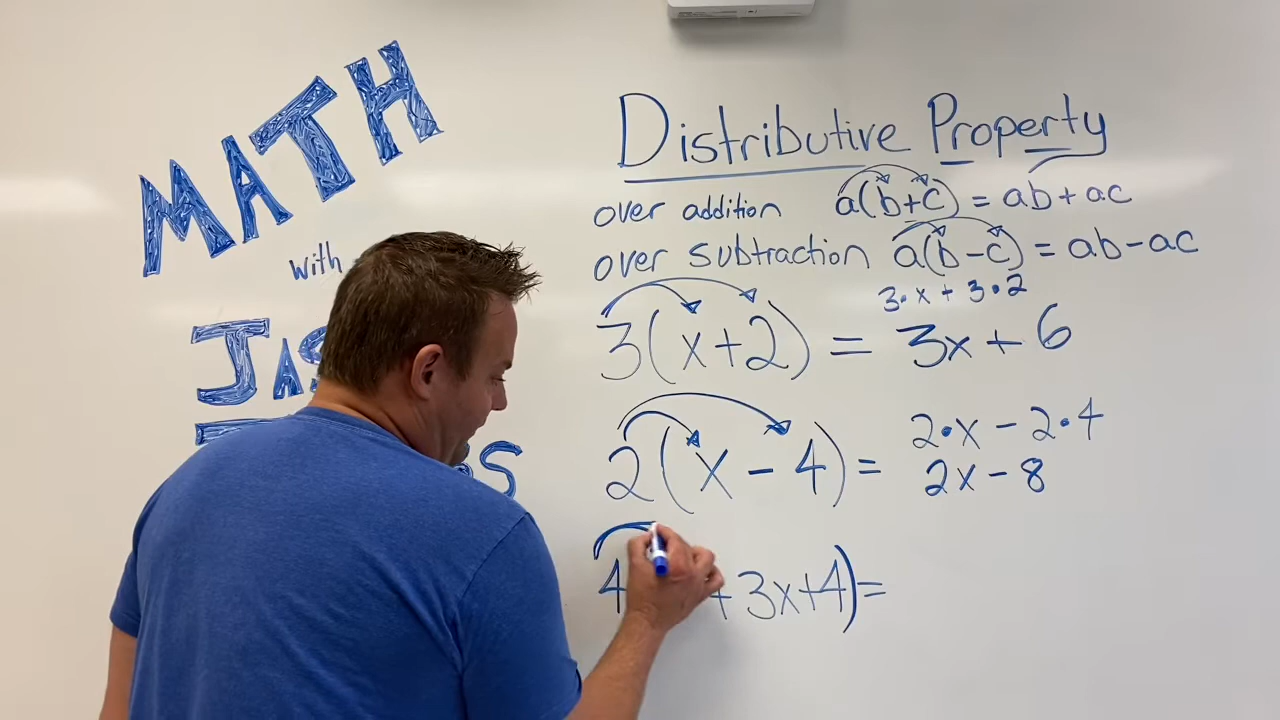 MATH
with
Distributive Property
over addition a(b+c) = ab + ac
over subtraction a(b-c) = ab - ac
3•x + 3•2
3(x+2) = 3x + 6
2(x - 4) = 2•x - 2•4
2x - 8
4 + 3x+4)=